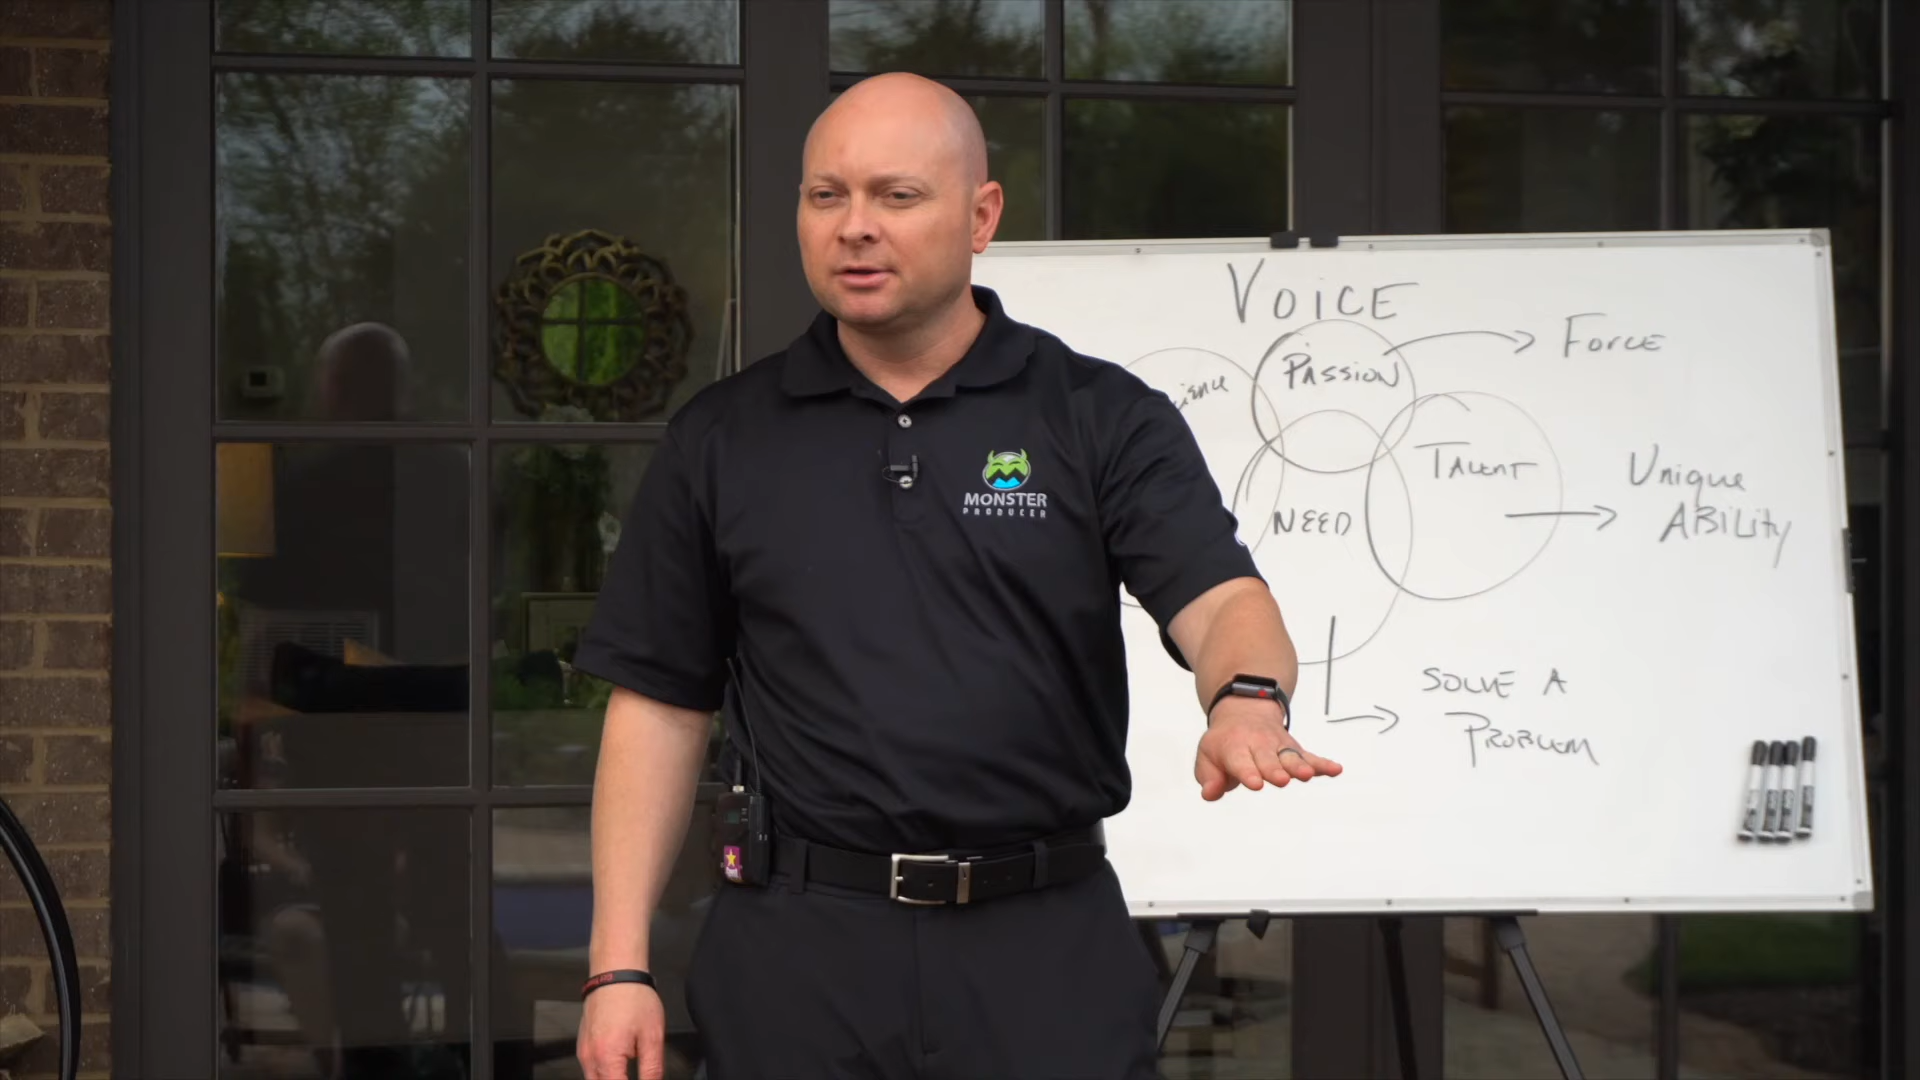 VOICE
PASSION
FORCE
TALENT
Unique
ABILITY
NEED
SOLVE A
PROBLEM
MONSTER
PRODUCER